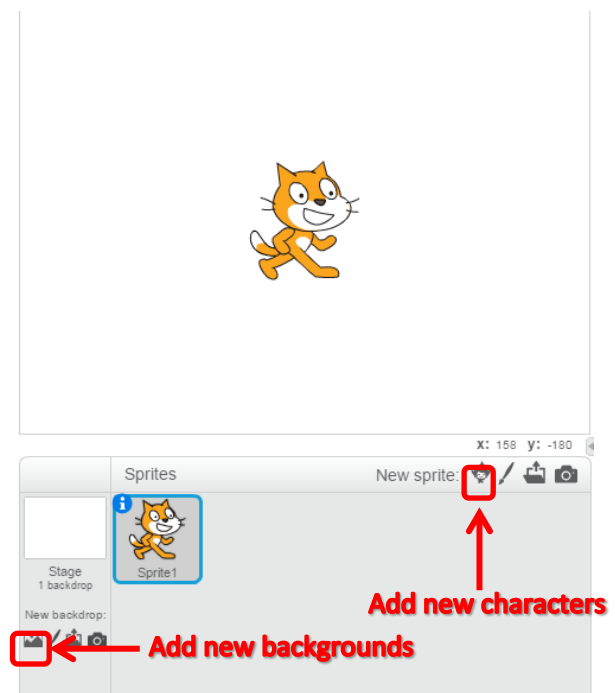 x: 158 y: -180
Sprites
New sprite:
i
Stage
1 backdrop
Sprite1
New backdrop:
Add new characters
Add new backgrounds